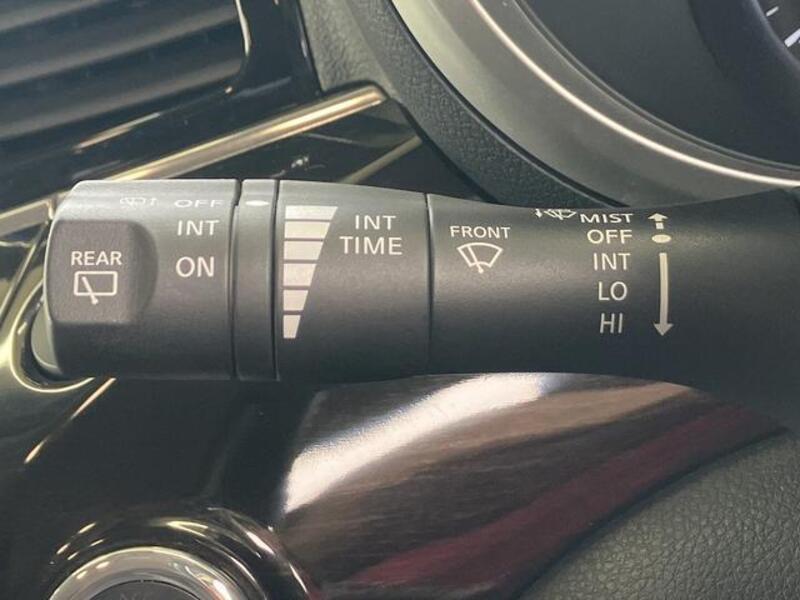 OFF
INT
ON
REAR
INT
TIME
FRONT
MIST
OFF
INT
LO
HI